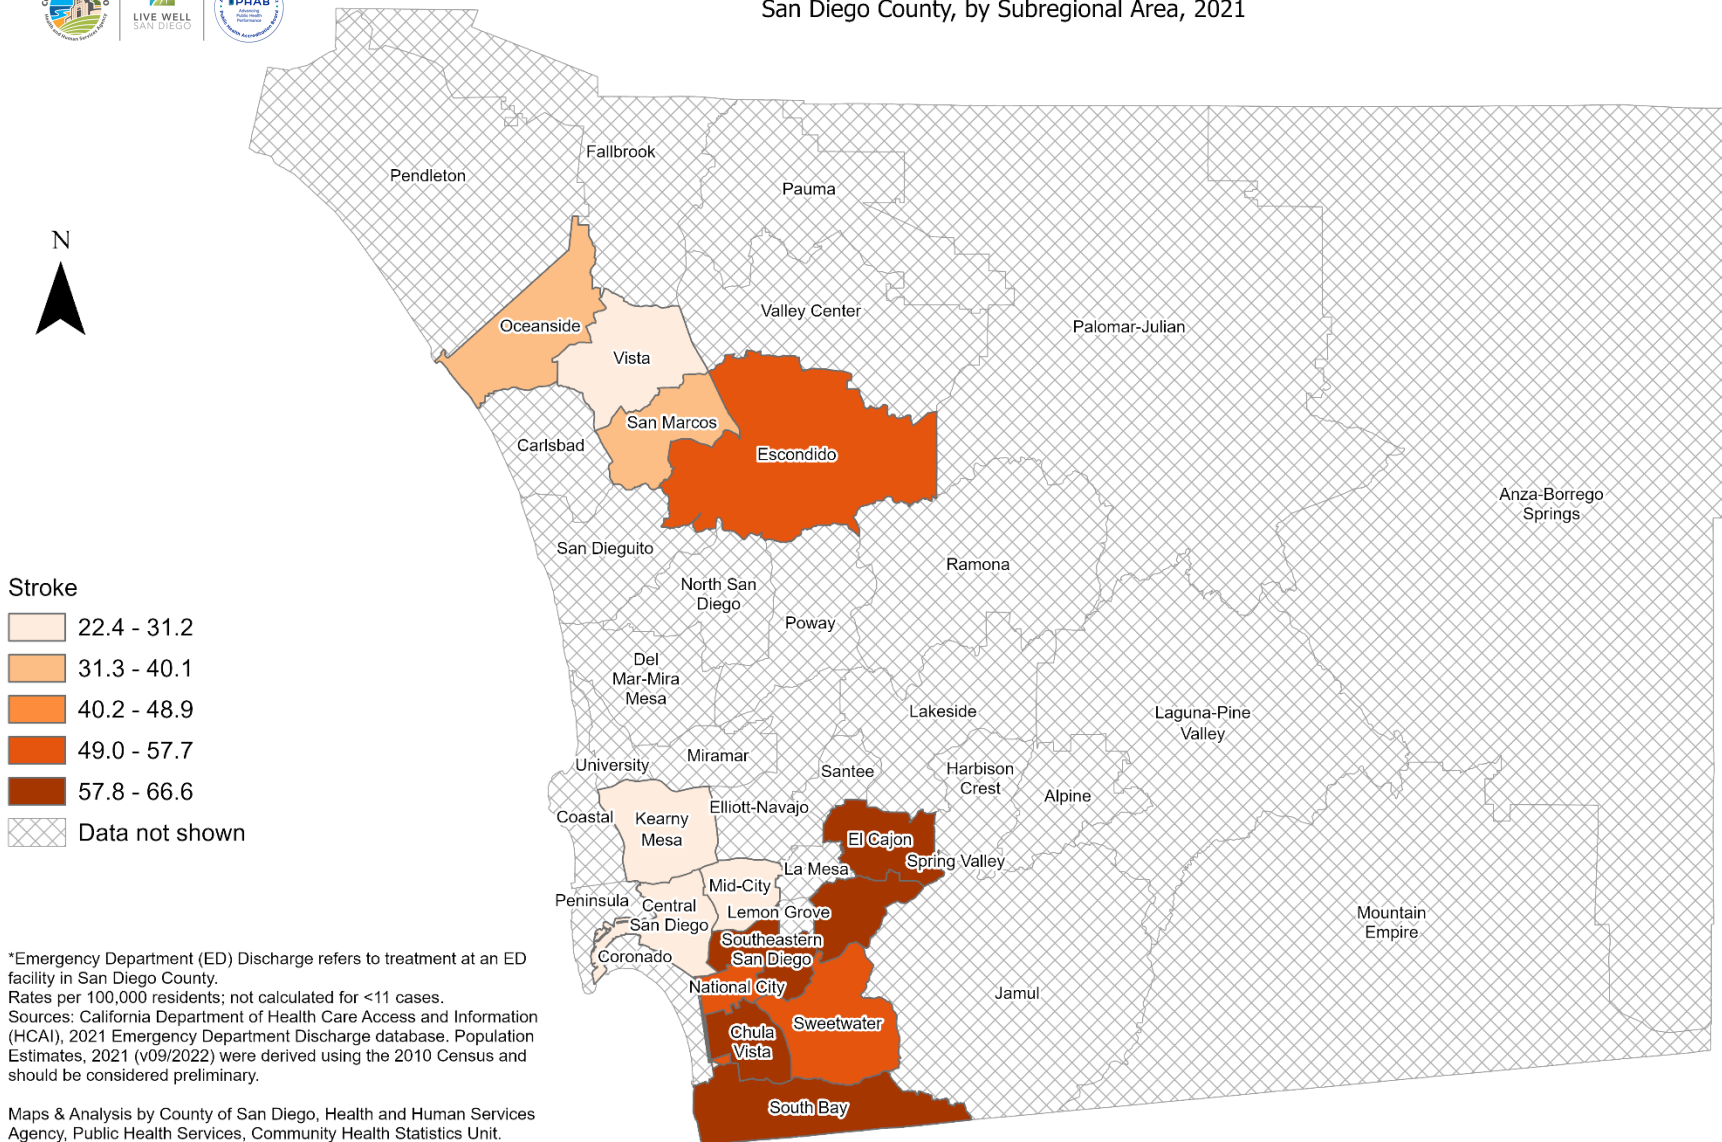 PHAB
Advancing
Public Health
Performance
LIVE WELL
SAN DIEGO
San Diego County, by Subregional Area, 2021
Fallbrook
Pendleton
Pauma
N
Valley Center
Oceanside
Palomar-Julian
Vista
San Marcos
Carlsbad
Escondido
Anza-Borrego
Springs
San Dieguito
Ramona
North San
Diego
Poway
Del
Mar-Mira
Mesa
Lakeside
Laguna-Pine
Valley
Miramar
University
Santee
Harbison
Crest
Alpine
Elliott-Navajo
Coastal
Kearny
Mesa
El Cajon
Spring Valley
La Mesa
Mid-City
Peninsula
Central
San Diego
Lemon Grove
Mountain
Empire
Southeastern
San Diego
Coronado
National City
Jamul
Sweetwater
Chula
Vista
South Bay
Stroke
22.4 - 31.2
31.3 - 40.1
40.2 - 48.9
49.0 - 57.7
57.8 - 66.6
Data not shown
*Emergency Department (ED) Discharge refers to treatment at an ED
facility in San Diego County.
Rates per 100,000 residents; not calculated for <11 cases.
Sources: California Department of Health Care Access and Information
(HCAI), 2021 Emergency Department Discharge database. Population
Estimates, 2021 (v09/2022) were derived using the 2010 Census and
should be considered preliminary.
Maps & Analysis by County of San Diego, Health and Human Services
Agency, Public Health Services, Community Health Statistics Unit.